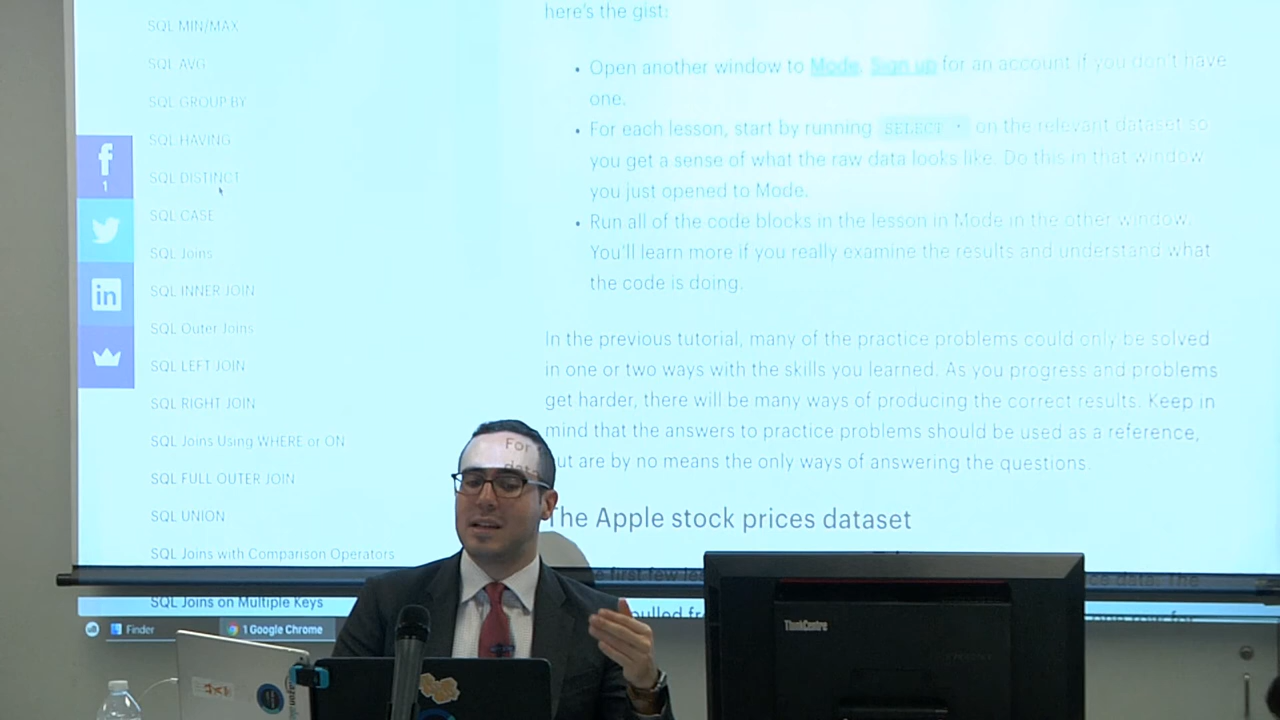 SQL MIN/MAX
SQL AVG
SQL GROUP BY
SQL HAVING
SQL DISTINCT
SQL CASE
SQL Joins
SQL INNER JOIN
SQL Outer Joins
SQL LEFT JOIN
SQL RIGHT JOIN
SQL Joins Using WHERE or ON
SQL FULL OUTER JOIN
SQL UNION
SQL Joins with Comparison Operators
SQL Joins on Multiple Keys
f
1
in
here's the gist:
• Open another window to Mode. Sign up for an account if you don't have
one.
• For each lesson, start by running SELECT * on the relevant dataset so
you get a sense of what the raw data looks like. Do this in that window
you just opened to Mode.
• Run all of the code blocks in the lesson in Mode in the other window.
You'll learn more if you really examine the results and understand what
the code is doing.
In the previous tutorial, many of the practice problems could only be solved
in one or two ways with the skills you learned. As you progress and problems
get harder, there will be many ways of producing the correct results. Keep in
mind that the answers to practice problems should be used as a reference,
but are by no means the only ways of answering the questions.
The Apple stock prices dataset
For
data
first few
data. The
pulled
Finder
1 Google Chrome
ThinkCentre